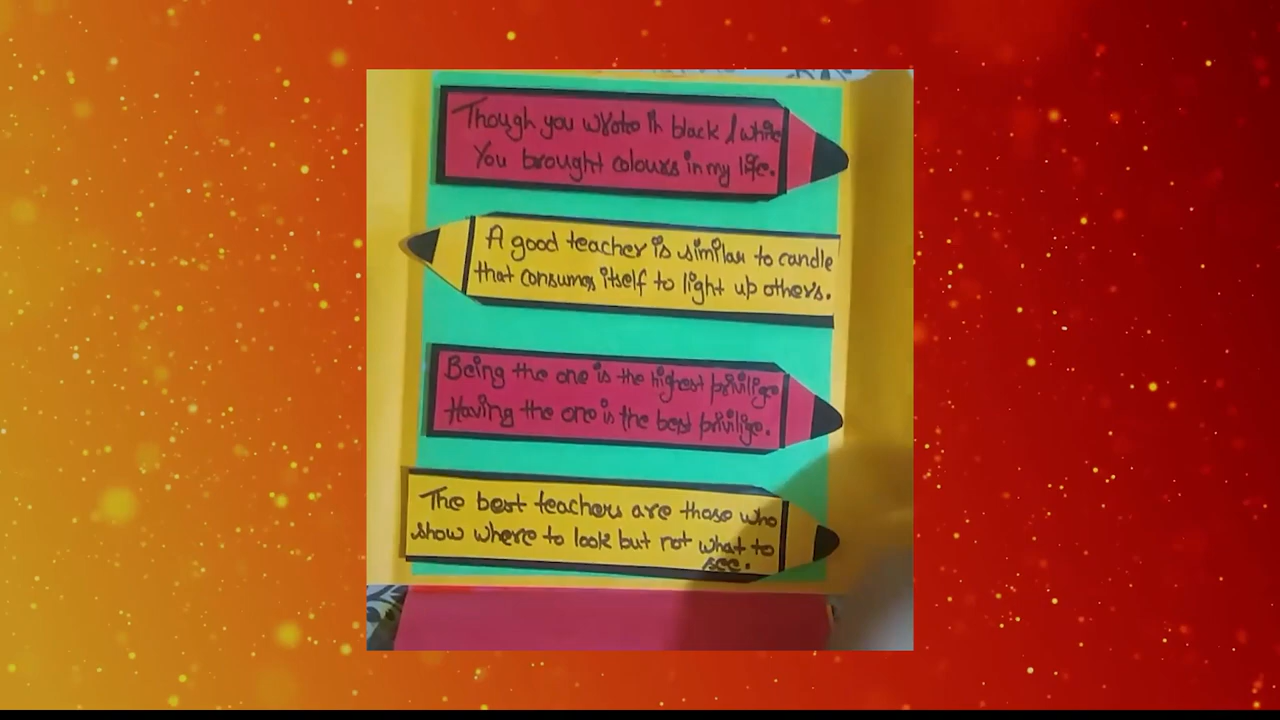 Though you wrote in black & white
You brought colours in my life.
A good teacher is similar to candle
that consumes itself to light up others.
Being the one is the highest privilige
Having the one is the best privilige.
The best teachers are those who
show where to look but not what to
see.